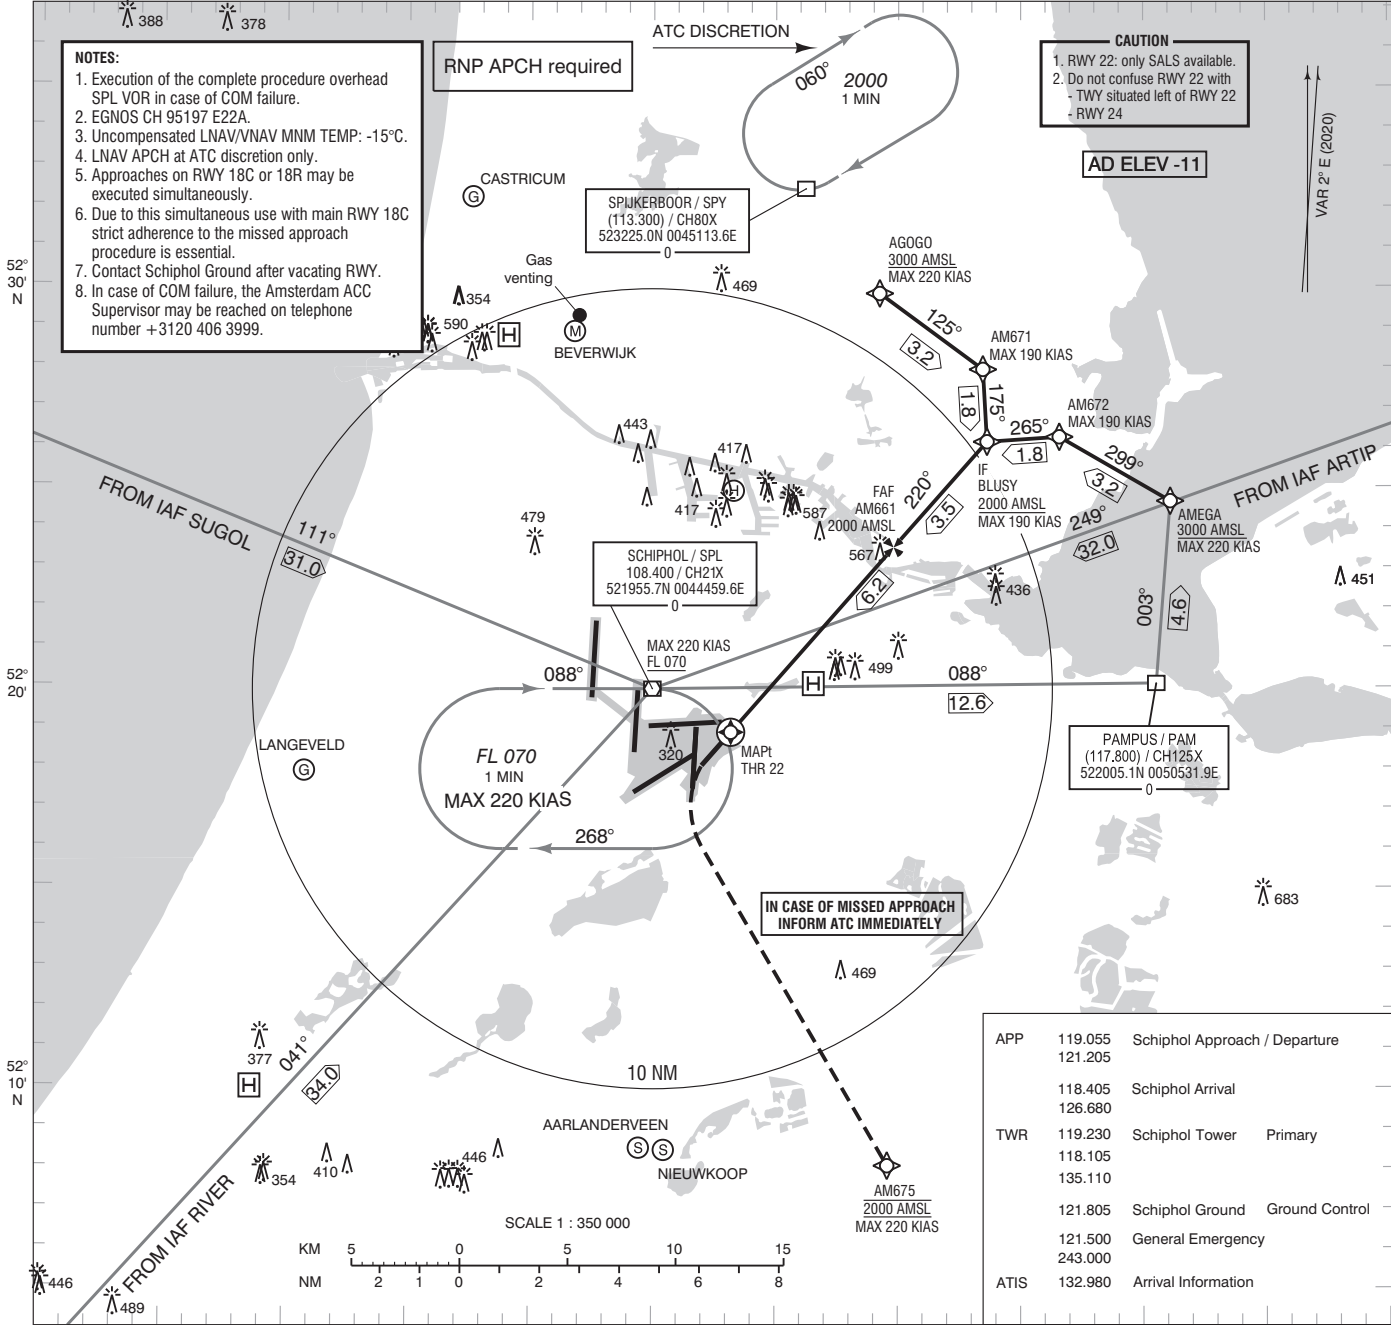 388
378
NOTES:
1. Execution of the complete procedure overhead
SPL VOR in case of COM failure.
2. EGNOS CH 95197 E22A.
3. Uncompensated LNAV/VNAV MNM TEMP: -15°C.
4. LNAV APCH at ATC discretion only.
5. Approaches on RWY 18C or 18R may be
executed simultaneously.
6. Due to this simultaneous use with main RWY 18C
strict adherence to the missed approach
procedure is essential.
7. Contact Schiphol Ground after vacating RWY.
8. In case of COM failure, the Amsterdam ACC
Supervisor may be reached on telephone
number +3120 406 3999.
RNP APCH required
ATC DISCRETION
060°
2000
1 MIN
CAUTION
1. RWY 22: only SALS available.
2. Do not confuse RWY 22 with
- TWY situated left of RWY 22
- RWY 24
AD ELEV -11
VAR 2° E (2020)
G
CASTRICUM
SPIJKERBOOR / SPY
(113.300) / CH80X
523225.0N 0045113.6E
0
52°
30'
N
Gas
venting
354
590
H
M
BEVERWIJK
469
AGOGO
3000 AMSL
MAX 220 KIAS
125°
3.2
AM671
MAX 190 KIAS
175°
1.8
AM672
MAX 190 KIAS
265°
1.8
299°
3.2
IF
BLUSY
2000 AMSL
MAX 190 KIAS
443
417
H
417
587
FAF
AM661
2000 AMSL
567
220°
3.5
6.2
FROM IAF SUGOL
111°
31.0
479
FROM IAF ARTIP
249°
32.0
AMEGA
3000 AMSL
MAX 220 KIAS
SCHIPHOL / SPL
108.400 / CH21X
521955.7N 0044459.6E
0
436
451
003°
4.6
52°
20'
MAX 220 KIAS
FL 070
088°
499
H
088°
12.6
LANGEVELD
G
FL 070
1 MIN
MAX 220 KIAS
268°
320
MAPt
THR 22
PAMPUS / PAM
(117.800) / CH125X
522005.1N 0050531.9E
0
IN CASE OF MISSED APPROACH
INFORM ATC IMMEDIATELY
683
469
377
H
041°
34.0
52°
10'
N
10 NM
AARLANDERVEEN
S
S
NIEUWKOOP
354
410
446
FROM IAF RIVER
AM675
2000 AMSL
MAX 220 KIAS
446
489
SCALE 1 : 350 000
KM 5 0 5 10 15
NM 2 1 0 2 4 6 8
APP 119.055 Schiphol Approach / Departure
121.205
118.405 Schiphol Arrival
126.680
TWR 119.230 Schiphol Tower Primary
118.105
135.110
121.805 Schiphol Ground Ground Control
121.500 General Emergency
243.000
ATIS 132.980 Arrival Information